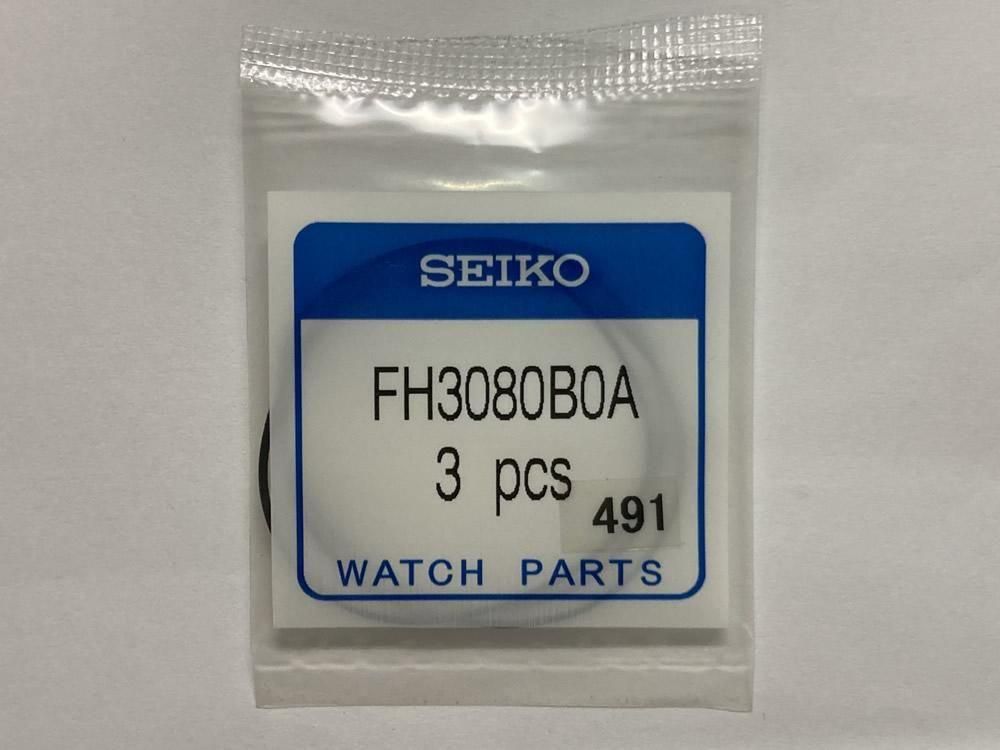 SEIKO
FH3080B0A
3 pcs
491
WATCH PARTS